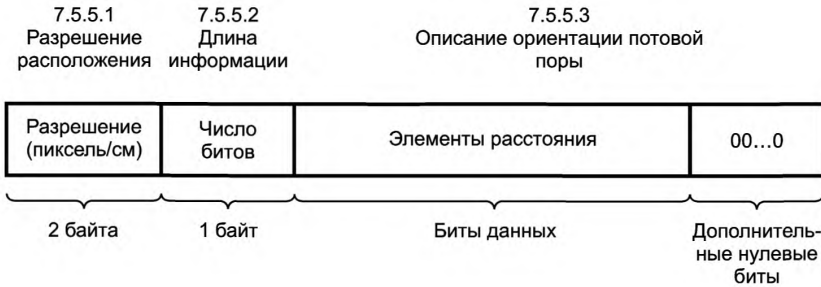 7.5.5.1
Разрешение
расположения
7.5.5.2
Длина
информации
7.5.5.3
Описание ориентации потовой
поры
Разрешение
(пиксель/см)
Число
битов
Элементы расстояния
00...0
2 байта
1 байт
Биты данных
Дополнитель-
ные нулевые
биты